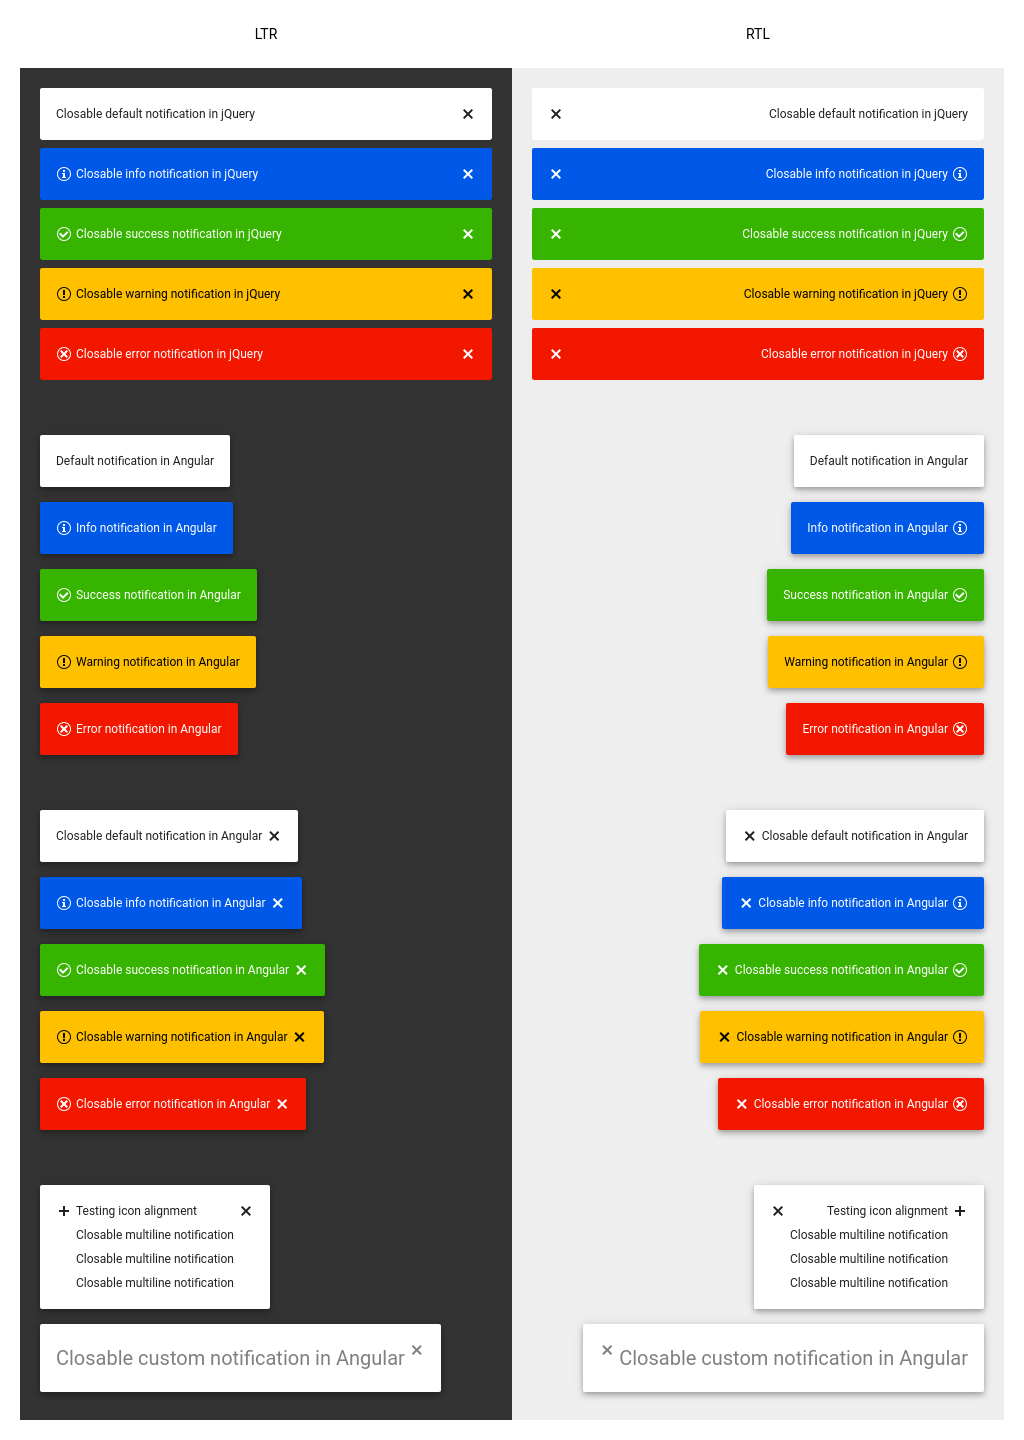 LTR
Closable default notification in jQuery
Closable info notification in jQuery
Closable success notification in jQuery
Closable warning notification in jQuery
Closable error notification in jQuery
Default notification in Angular
Info notification in Angular
Success notification in Angular
Warning notification in Angular
Error notification in Angular
Closable default notification in Angular
Closable info notification in Angular
Closable success notification in Angular
Closable warning notification in Angular
Closable error notification in Angular
Testing icon alignment
Closable multiline notification
Closable multiline notification
Closable multiline notification
Closable custom notification in Angular
RTL
Closable default notification in jQuery
Closable info notification in jQuery
Closable success notification in jQuery
Closable warning notification in jQuery
Closable error notification in jQuery
Default notification in Angular
Info notification in Angular
Success notification in Angular
Warning notification in Angular
Error notification in Angular
Closable default notification in Angular
Closable info notification in Angular
Closable success notification in Angular
Closable warning notification in Angular
Closable error notification in Angular
Testing icon alignment
Closable multiline notification
Closable multiline notification
Closable multiline notification
Closable custom notification in Angular